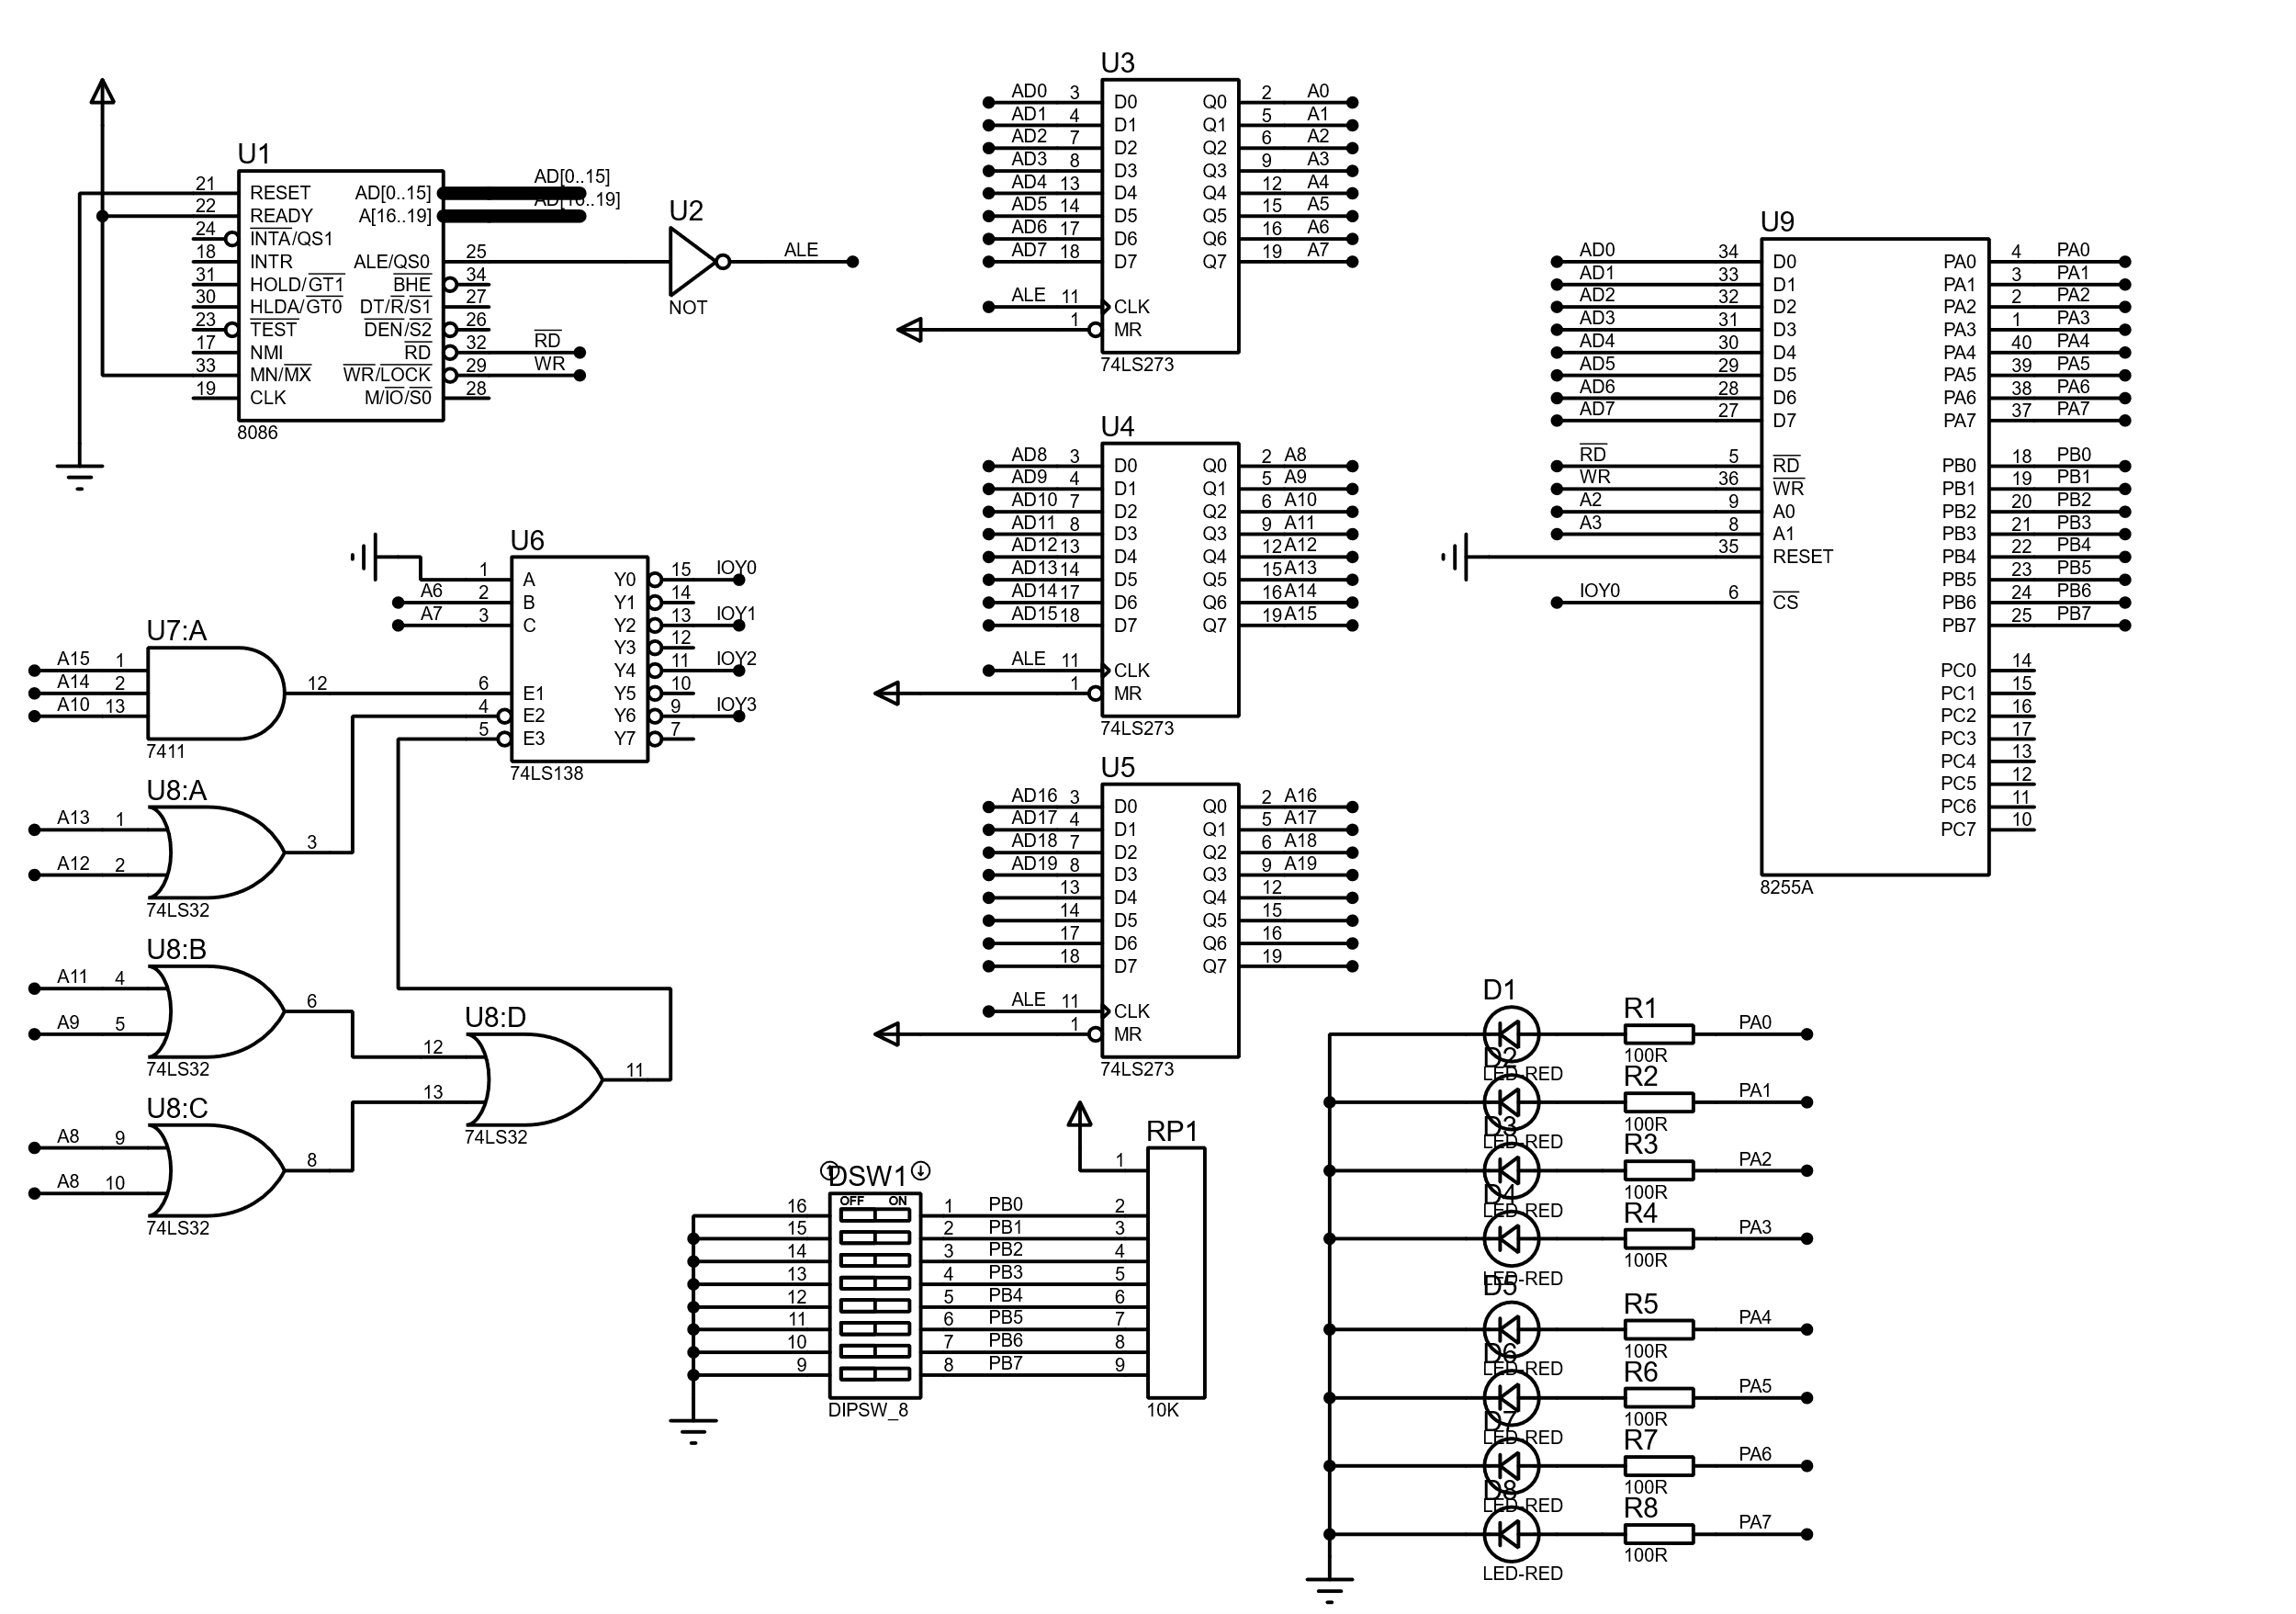 U1
21 RESET AD[0..15] AD[0..15]
22 READY A[16..19]
24 INTA/QS1
18 INTR ALE/QS0 25
31 HOLD/GT1 BHE 34
30 HLDA/GT0 DT/R/S1 27
23 TEST DEN/S2 26
17 NMI RD 32 RD
33 MN/MX WR/LOCK 29 WR
19 CLK M/IO/S0 28
8086
U2
ALE
NOT
U3
AD0 3 D0 Q0 2 A0
AD1 4 D1 Q1 5 A1
AD2 7 D2 Q2 6 A2
AD3 8 D3 Q3 9 A3
AD4 13 D4 Q4 12 A4
AD5 14 D5 Q5 15 A5
AD6 17 D6 Q6 16 A6
AD7 18 D7 Q7 19 A7
ALE 11 CLK
1 MR
74LS273
U4
AD8 3 D0 Q0 2 A8
AD9 4 D1 Q1 5 A9
AD10 7 D2 Q2 6 A10
AD11 8 D3 Q3 9 A11
AD12 13 D4 Q4 12 A12
AD13 14 D5 Q5 15 A13
AD14 17 D6 Q6 16 A14
AD15 18 D7 Q7 19 A15
ALE 11 CLK
1 MR
74LS273
U5
AD16 3 D0 Q0 2 A16
AD17 4 D1 Q1 5 A17
AD18 7 D2 Q2 6 A18
AD19 8 D3 Q3 9 A19
13 D4 Q4 12
14 D5 Q5 15
17 D6 Q6 16
18 D7 Q7 19
ALE 11 CLK
1 MR
74LS273
U9
AD0 34 D0 PA0 4 PA0
AD1 33 D1 PA1 3 PA1
AD2 32 D2 PA2 2 PA2
AD3 31 D3 PA3 1 PA3
AD4 30 D4 PA4 40 PA4
AD5 29 D5 PA5 39 PA5
AD6 28 D6 PA6 38 PA6
AD7 27 D7 PA7 37 PA7
RD 5 RD PB0 18 PB0
WR 36 WR PB1 19 PB1
A2 9 A0 PB2 20 PB2
A3 8 A1 PB3 21 PB3
35 RESET PB4 22 PB4
PB5 23 PB5
IOY0 6 CS PB6 24 PB6
PB7 25 PB7
PC0 14
PC1 15
PC2 16
PC3 17
PC4 13
PC5 12
PC6 11
PC7 10
8255A
U6
1 A Y0 15 IOY0
A6 2 B Y1 14
A7 3 C Y2 13 IOY1
Y3 12
Y4 11 IOY2
6 E1 Y5 10
4 E2 Y6 9 IOY3
5 E3 Y7 7
74LS138
U7:A
A15 1
A14 2 12
A10 13
7411
U8:A
A13 1
3
A12 2
74LS32
U8:B
A11 4
6
A9 5
74LS32
U8:C
A8 9
8
A8 10
74LS32
U8:D
12
11
13
74LS32
DSW1
OFF ON
16 1 PB0 2
15 2 PB1 3
14 3 PB2 4
13 4 PB3 5
12 5 PB4 6
11 6 PB5 7
10 7 PB6 8
9 8 PB7 9
DIPSW_8
RP1
1
10K
D1 R1 PA0
LED-RED 100R
D2 R2 PA1
LED-RED 100R
D3 R3 PA2
LED-RED 100R
D4 R4 PA3
LED-RED 100R
D5 R5 PA4
LED-RED 100R
D6 R6 PA5
LED-RED 100R
D7 R7 PA6
LED-RED 100R
D8 R8 PA7
LED-RED 100R